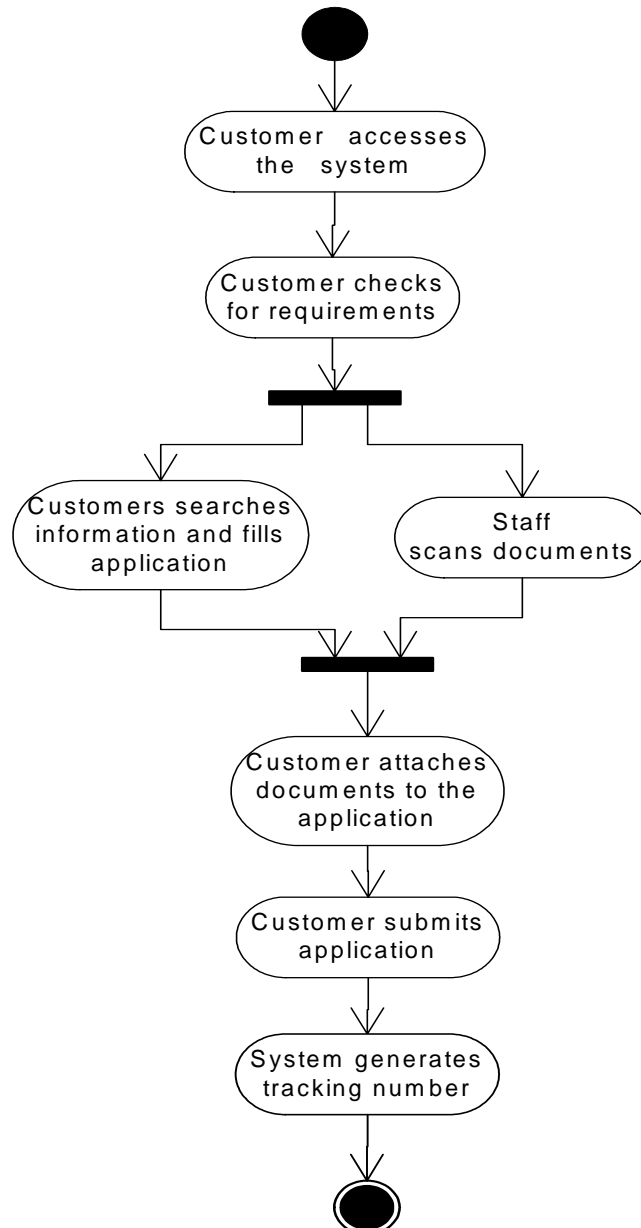 Customer accesses
the system
Customer checks
for requirements
Customers searches
information and fills
application
Staff
scans documents
Customer attaches
documents to the
application
Customer submits
application
System generates
tracking number